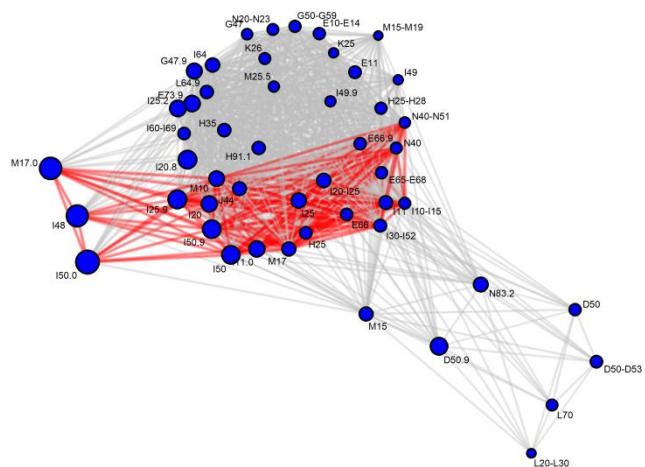 N20-N23
G50-G59
G47
E10-E14
M15-M19
K26
K25
I64
G47.9
E11
M25.5
I49
L64.9
E73.9
I25.2
I49.9
H25-H28
N40-N51
I60-I69
H35
E66.9
N40
H91.1
M17.0
I20.8
E65-E68
M10
I44
I20-I25
I25.9
I20
I25
I11
I10-I15
I48
E66
I50.9
H25
I30-I52
I50.0
I50
I1.0
M17
N83.2
D50
M15
D50.9
D50-D53
L70
L20-L30